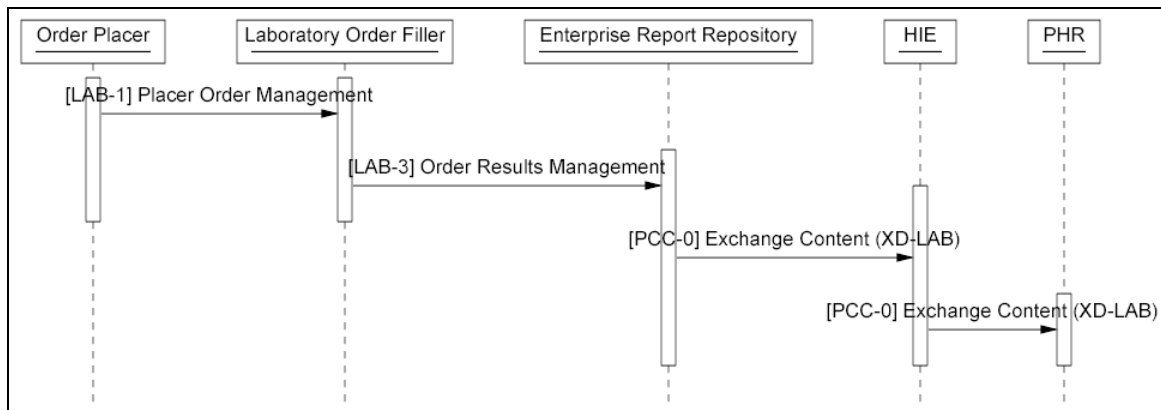 Order Placer
Laboratory Order Filler
Enterprise Report Repository
HIE
PHR
[LAB-1] Placer Order Management
[LAB-3] Order Results Management
[PCC-0] Exchange Content (XD-LAB)
[PCC-0] Exchange Content (XD-LAB)